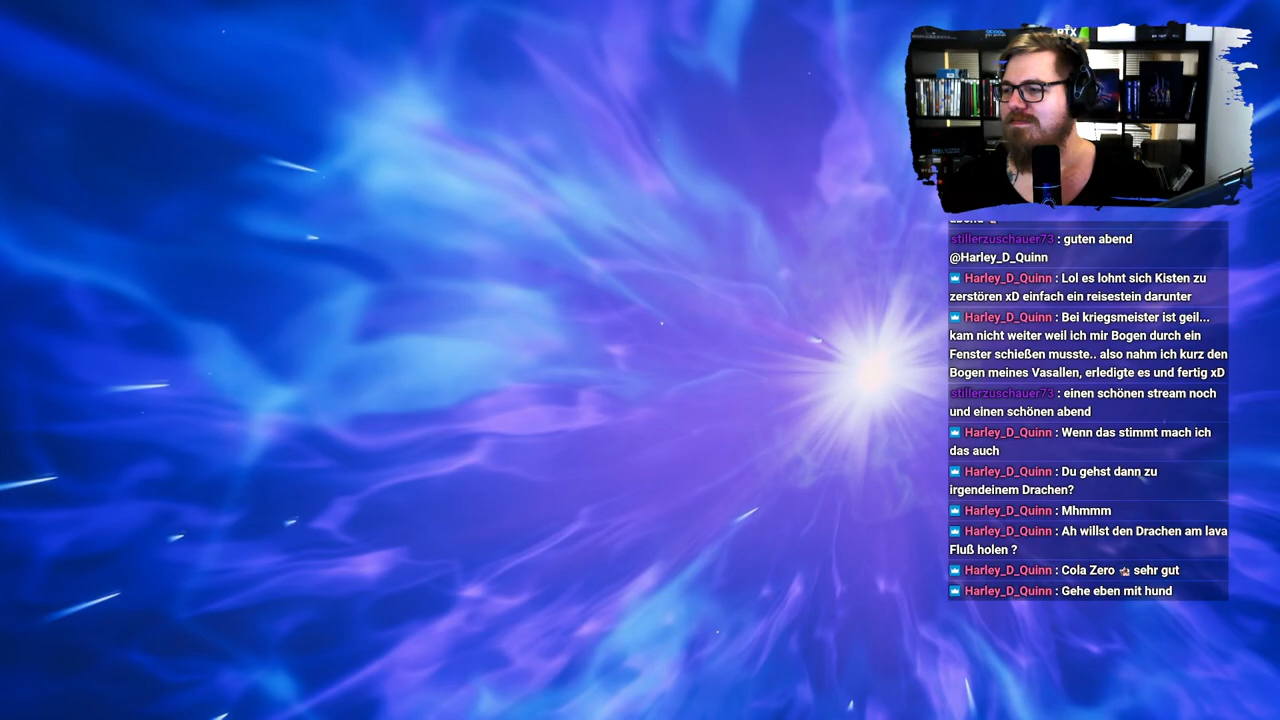 RTX
stillerzuschauer73 : guten abend
@Harley_D_Quinn
Harley_D_Quinn : Lol es lohnt sich Kisten zu
zerstören xD einfach ein reisestein darunter
Harley_D_Quinn : Bei kriegsmeister ist geil...
kam nicht weiter weil ich mir Bogen durch ein
Fenster schießen musste.. also nahm ich kurz den
Bogen meines Vasallen, erledigte es und fertig xD
stillerzuschauer73 : einen schönen stream noch
und einen schönen abend
Harley_D_Quinn : Wenn das stimmt mach ich
das auch
Harley_D_Quinn : Du gehst dann zu
irgendeinem Drachen?
Harley_D_Quinn : Mhmmm
Harley_D_Quinn : Ah willst den Drachen am lava
Fluß holen ?
Harley_D_Quinn : Cola Zero sehr gut
Harley_D_Quinn : Gehe eben mit hund